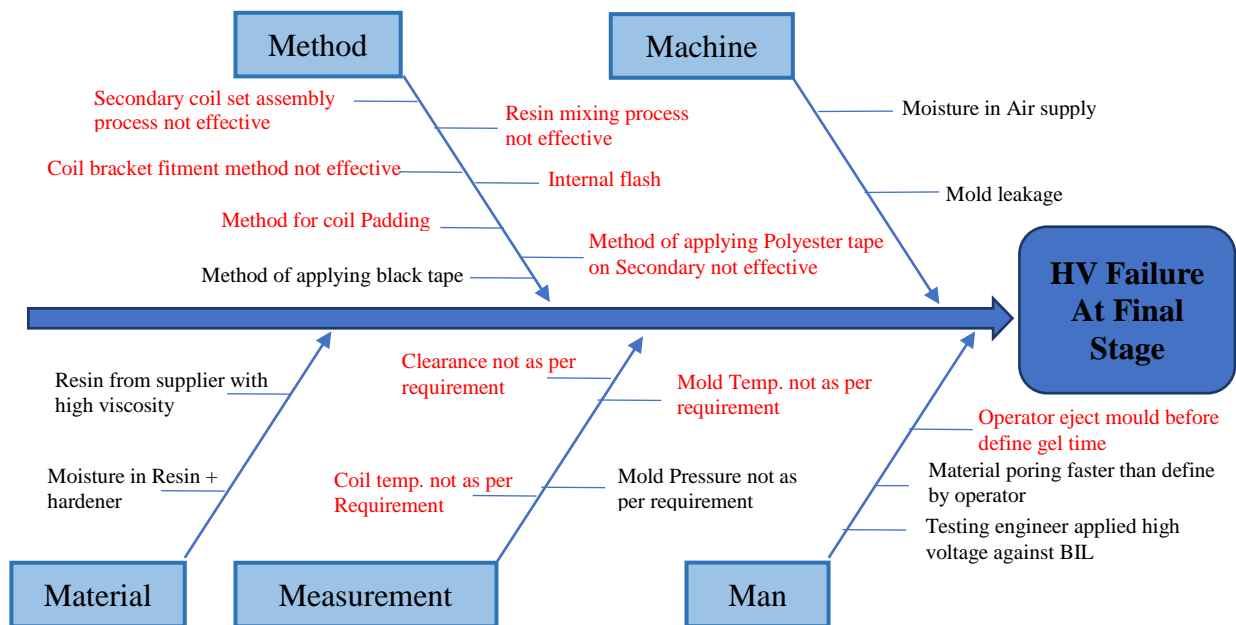 Method
Machine
Secondary coil set assembly
process not effective
Resin mixing process
not effective
Coil bracket fitment method not effective
Internal flash
Method for coil Padding
Method of applying Polyester tape
on Secondary not effective
Method of applying black tape
Moisture in Air supply
Mold leakage
HV Failure
At Final
Stage
Resin from supplier with
high viscosity
Moisture in Resin +
hardener
Clearance not as per
requirement
Mold Temp. not as per
requirement
Coil temp. not as per
Requirement
Mold Pressure not as
per requirement
Operator eject mould before
define gel time
Material poring faster than define
by operator
Testing engineer applied high
voltage against BIL
Material
Measurement
Man